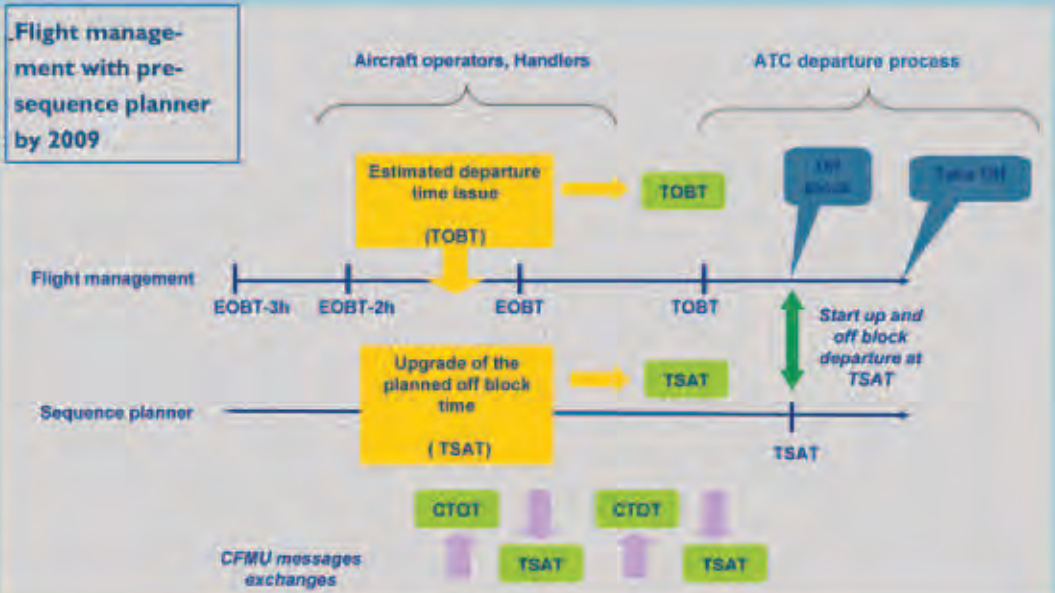 Flight manage-
ment with pre-
sequence planner
by 2009
Aircraft operators, Handlers
ATC departure process
Estimated departure
time issue
(TOBT)
TOBT
Take Off
Flight management
EOBT-3h
EOBT-2h
EOBT
TOBT
Start up and
off block
departure at
TSAT
Upgrade of the
planned off block
time
( TSAT)
TSAT
Sequence planner
TSAT
CTOT
CTOT
TSAT
TSAT
CFMU messages
exchanges